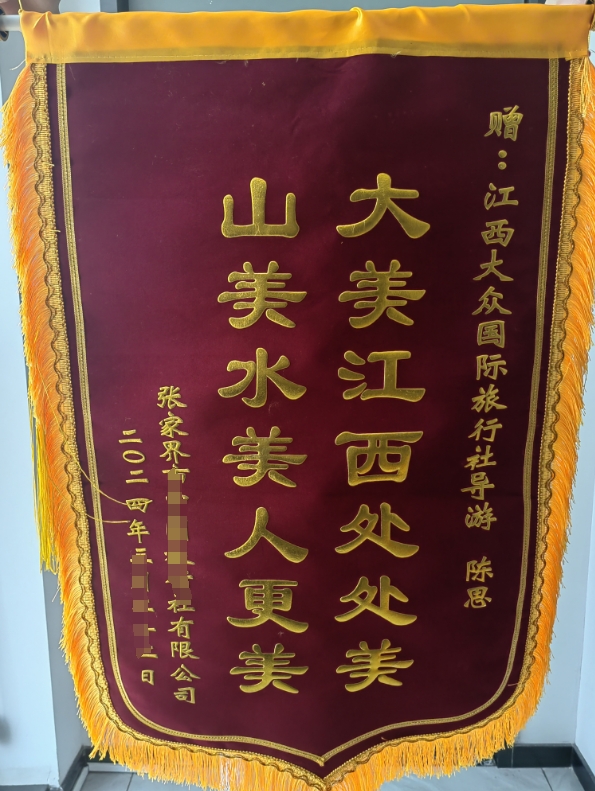 赠：江西大众国际旅行社导游 陈思
大美江西处处美
山美水美人更美
张家界 社有限公司
二〇二四年 日